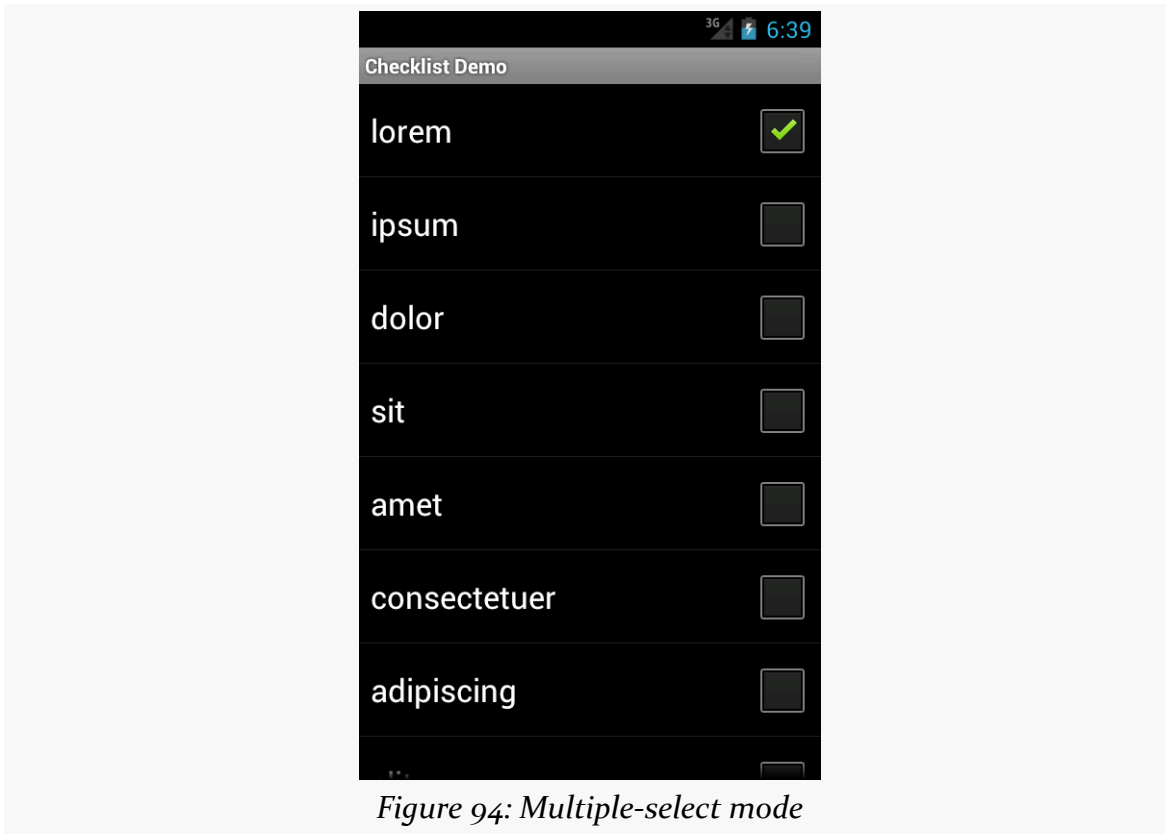 3G 6:39
Checklist Demo
lorem
ipsum
dolor
sit
amet
consectetuer
adipiscing
Figure 94: Multiple-select mode